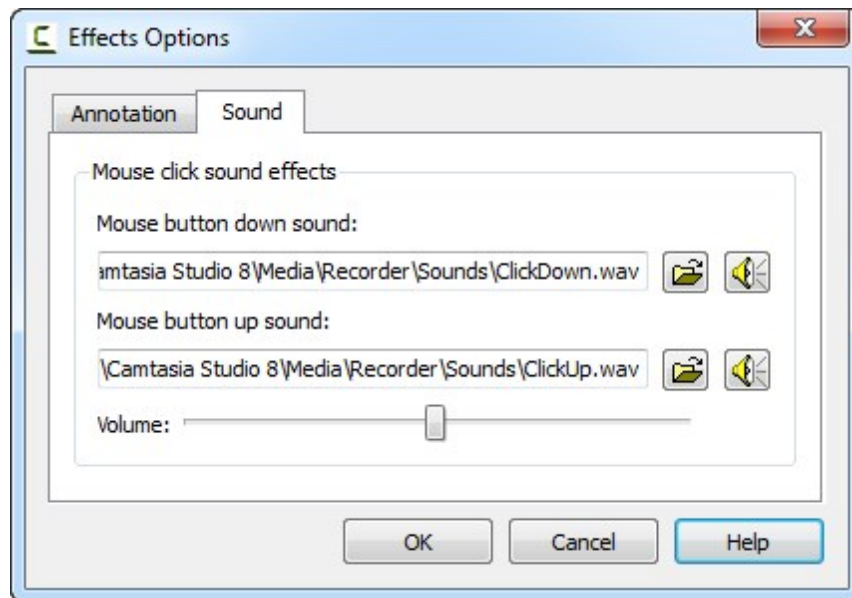 Effects Options
Annotation Sound
Mouse click sound effects
Mouse button down sound:
amtasia Studio 8\Media\Recorder\Sounds\ClickDown.wav
Mouse button up sound:
\Camtasia Studio 8\Media\Recorder\Sounds\ClickUp.wav
Volume:
OK Cancel Help